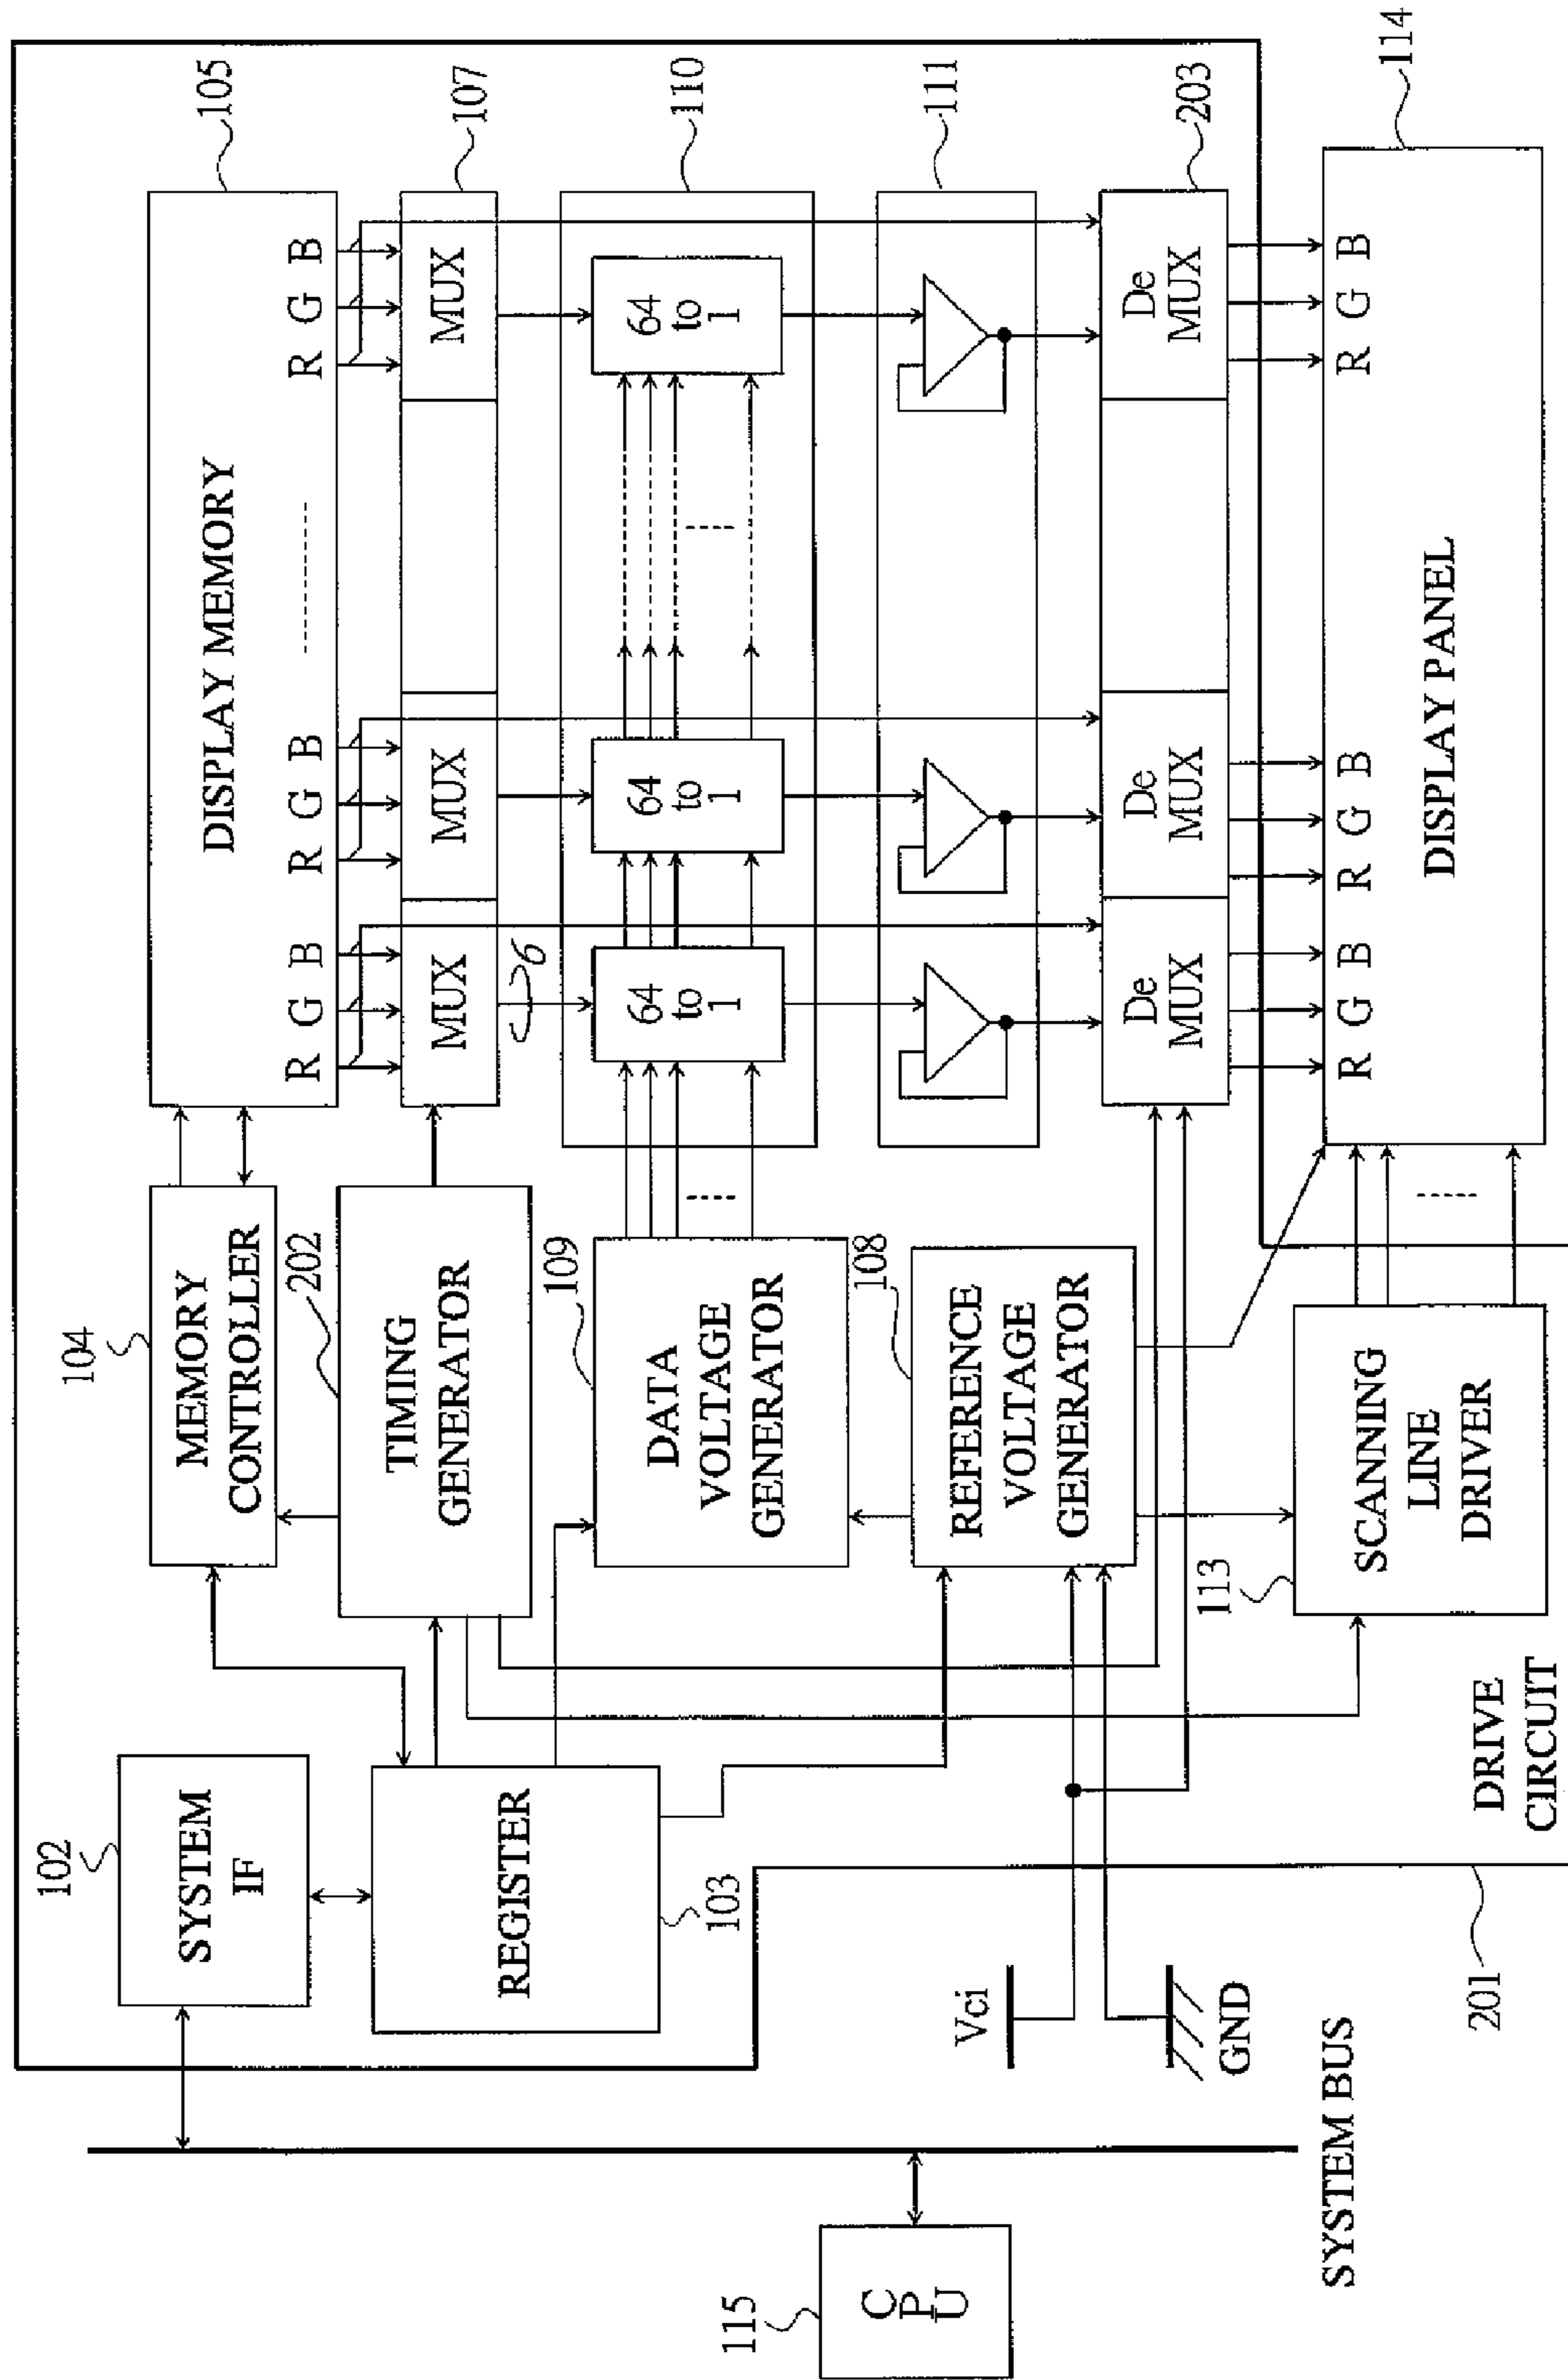 105
DISPLAY MEMORY
R G B R G B R G B
107
MUX MUX MUX
6
110
64
to
1
64
to
1
64
to
1
111
203
De
MUX
De
MUX
De
MUX
114
R G B R G B R G B
DISPLAY PANEL
104
MEMORY
CONTROLLER
202
TIMING
GENERATOR
109
DATA
VOLTAGE
GENERATOR
108
REFERENCE
VOLTAGE
GENERATOR
113
SCANNING
LINE
DRIVER
102
SYSTEM
IF
REGISTER
103
Vci
GND
DRIVE
CIRCUIT
201
SYSTEM BUS
115
CPU